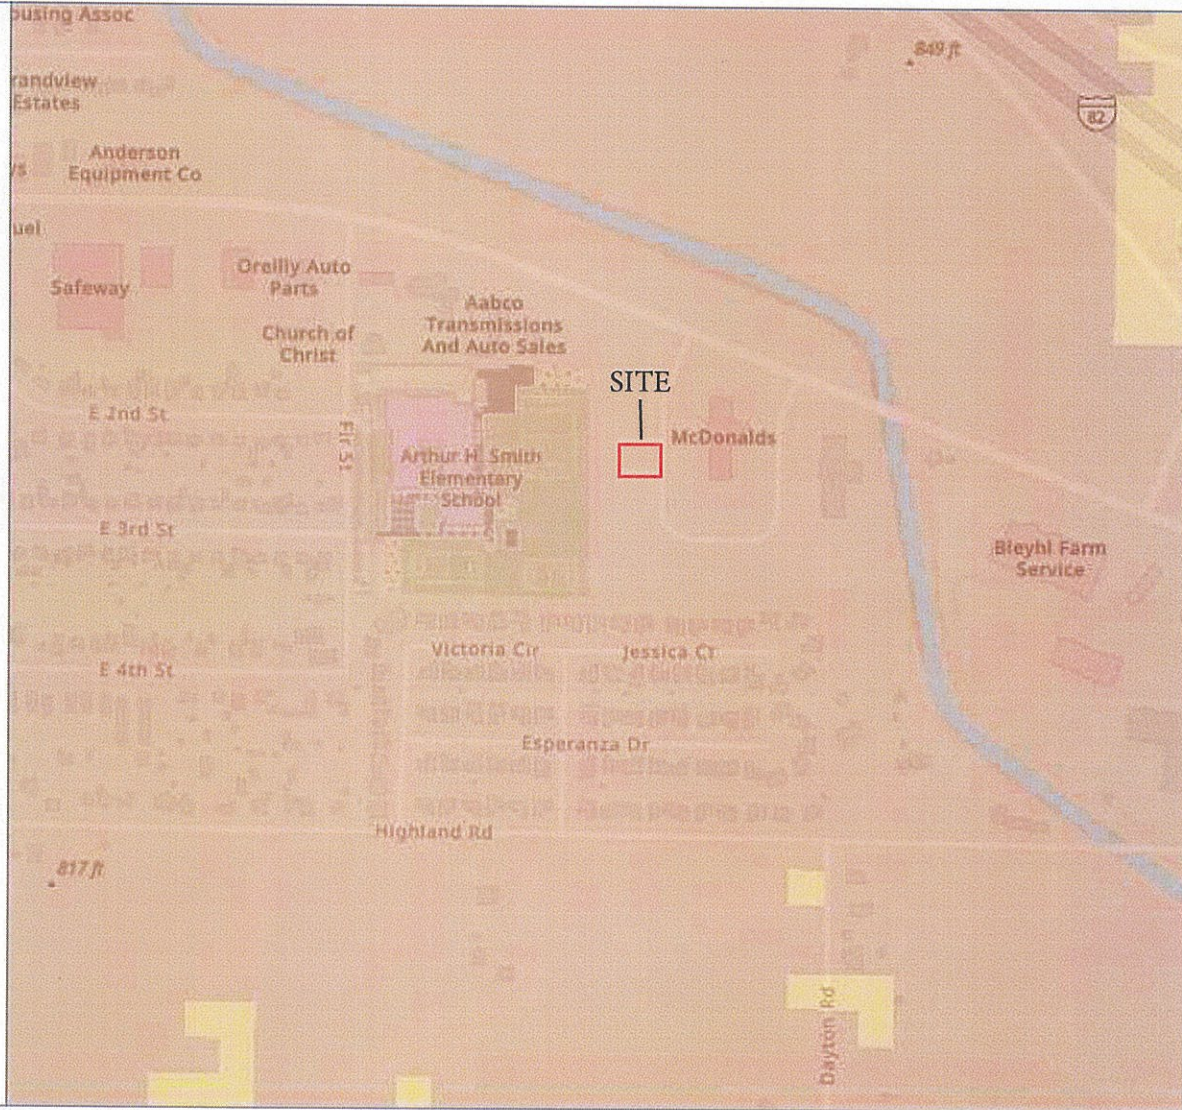 ousing Assoc
849 ft
randview
Estates
82
Anderson
Equipment Co
ys
uel
Oreilly Auto
Parts
Safeway
Aabco
Transmissions
And Auto Sales
Church of
Christ
SITE
E 2nd St
Fir St
McDonalds
Arthur H. Smith
Elementary
School
E 3rd St
Bleyhl Farm
Service
Victoria Cir
Jessica Ct
E 4th St
Esperanza Dr
Highland Rd
817 ft
Dayton Rd